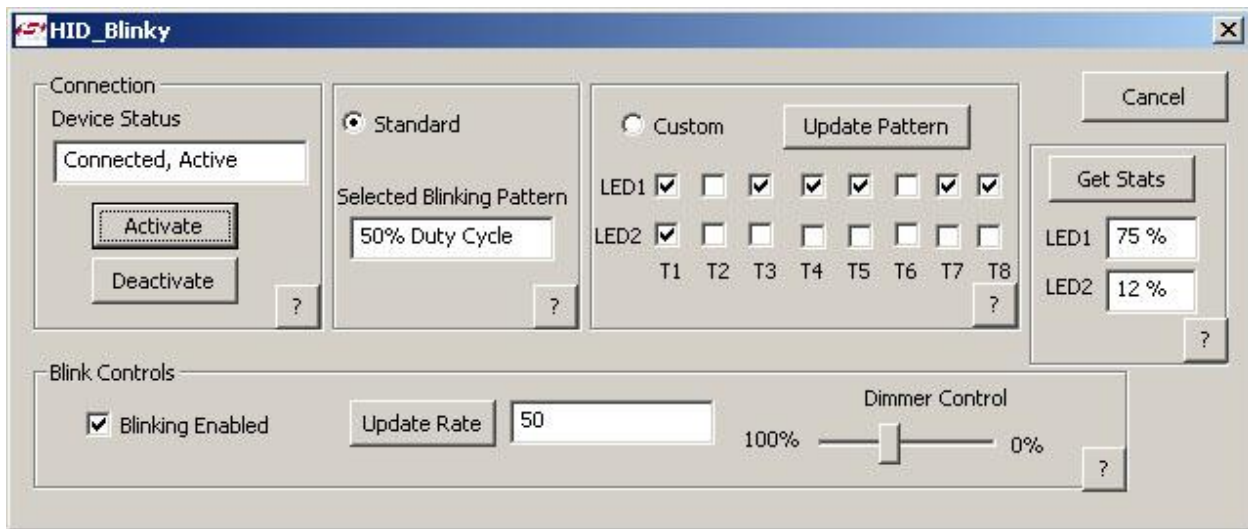 HID_Blinky
Connection
Device Status
Connected, Active
Activate
Deactivate
?
Standard
Selected Blinking Pattern
50% Duty Cycle
?
Custom
Update Pattern
LED1
LED2
T1 T2 T3 T4 T5 T6 T7 T8
?
Cancel
Get Stats
LED1 75 %
LED2 12 %
?
Blink Controls
Blinking Enabled
Update Rate 50
Dimmer Control
100% 0%
?